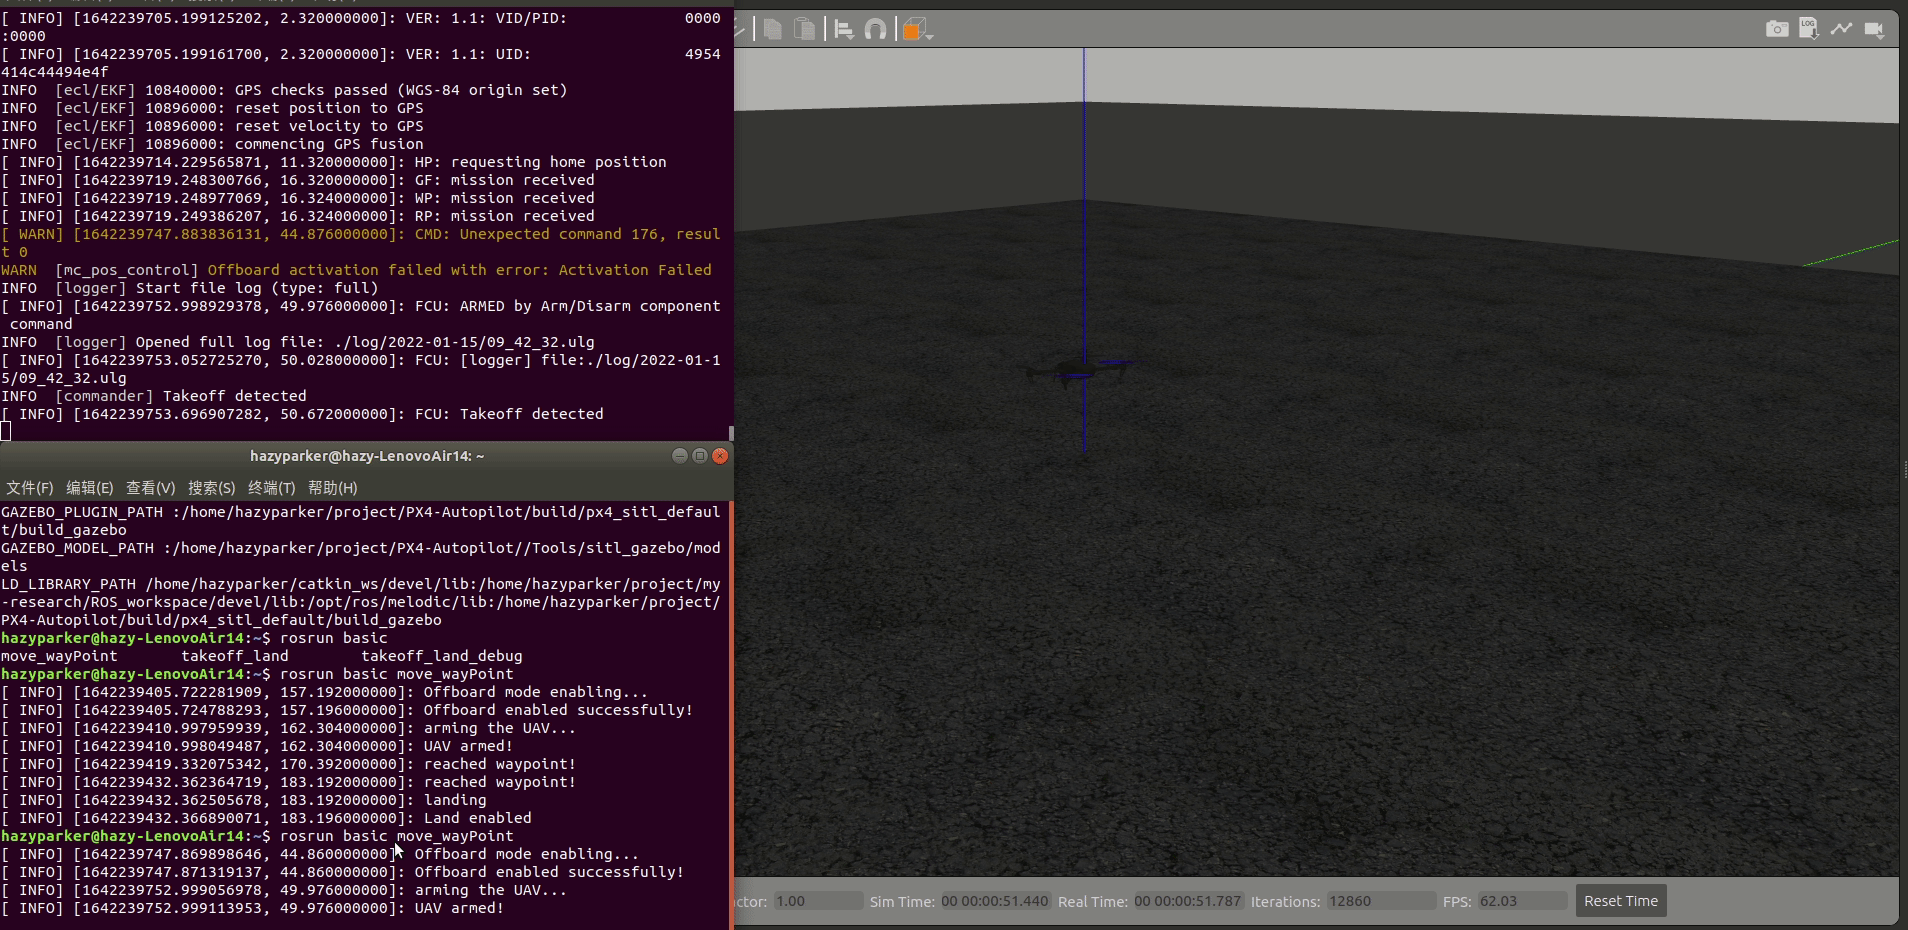 [ INFO] [1642239705.199125202, 2.320000000]: VER: 1.1: VID/PID:             0000
:0000
[ INFO] [1642239705.199161700, 2.320000000]: VER: 1.1: UID:                 4954
414c44494e4f
INFO  [ecl/EKF] 10840000: GPS checks passed (WGS-84 origin set)
INFO  [ecl/EKF] 10896000: reset position to GPS
INFO  [ecl/EKF] 10896000: reset velocity to GPS
INFO  [ecl/EKF] 10896000: commencing GPS fusion
[ INFO] [1642239714.229565871, 11.320000000]: HP: requesting home position
[ INFO] [1642239719.248300766, 16.320000000]: GF: mission received
[ INFO] [1642239719.248977069, 16.324000000]: WP: mission received
[ INFO] [1642239719.249386207, 16.324000000]: RP: mission received
[ WARN] [1642239747.883836131, 44.876000000]: CMD: Unexpected command 176, resul
t 0
WARN  [mc_pos_control] Offboard activation failed with error: Activation Failed
INFO  [logger] Start file log (type: full)
[ INFO] [1642239752.998929378, 49.976000000]: FCU: ARMED by Arm/Disarm component
 command
INFO  [logger] Opened full log file: ./log/2022-01-15/09_42_32.ulg
[ INFO] [1642239753.052725270, 50.028000000]: FCU: [logger] file:./log/2022-01-1
5/09_42_32.ulg
INFO  [commander] Takeoff detected
[ INFO] [1642239753.696907282, 50.672000000]: FCU: Takeoff detected
hazyparker@hazy-LenovoAir14: ~
文件(F) 编辑(E) 查看(V) 搜索(S) 终端(T) 帮助(H)
GAZEBO_PLUGIN_PATH :/home/hazyparker/project/PX4-Autopilot/build/px4_sitl_defaul
t/build_gazebo
GAZEBO_MODEL_PATH :/home/hazyparker/project/PX4-Autopilot//Tools/sitl_gazebo/mod
els
LD_LIBRARY_PATH /home/hazyparker/catkin_ws/devel/lib:/home/hazyparker/project/my
-research/ROS_workspace/devel/lib:/opt/ros/melodic/lib:/home/hazyparker/project/
PX4-Autopilot/build/px4_sitl_default/build_gazebo
hazyparker@hazy-LenovoAir14:~$ rosrun basic
move_wayPoint       takeoff_land        takeoff_land_debug
hazyparker@hazy-LenovoAir14:~$ rosrun basic move_wayPoint
[ INFO] [1642239405.722281909, 157.192000000]: Offboard mode enabling...
[ INFO] [1642239405.724788293, 157.196000000]: Offboard enabled successfully!
[ INFO] [1642239410.997959939, 162.304000000]: arming the UAV...
[ INFO] [1642239410.998049487, 162.304000000]: UAV armed!
[ INFO] [1642239419.332075342, 170.392000000]: reached waypoint!
[ INFO] [1642239432.362364719, 183.192000000]: reached waypoint!
[ INFO] [1642239432.362505678, 183.192000000]: landing
[ INFO] [1642239432.366890071, 183.196000000]: Land enabled
hazyparker@hazy-LenovoAir14:~$ rosrun basic move_wayPoint
[ INFO] [1642239747.869898646, 44.860000000]: Offboard mode enabling...
[ INFO] [1642239747.871319137, 44.860000000]: Offboard enabled successfully!
[ INFO] [1642239752.999056978, 49.976000000]: arming the UAV...
[ INFO] [1642239752.999113953, 49.976000000]: UAV armed!
LOG
ctor: 1.00 Sim Time: 00 00:00:51.440 Real Time: 00 00:00:51.787 Iterations: 12860 FPS: 62.03 Reset Time